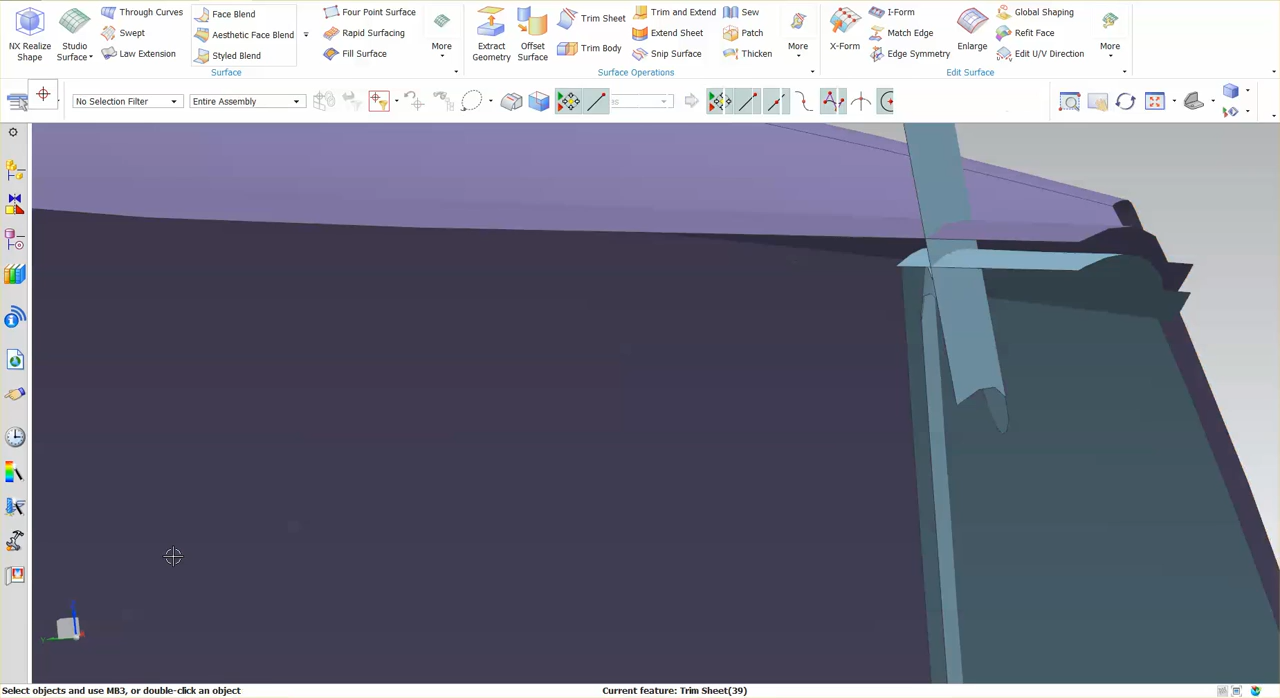 NX Realize Shape
Studio Surface
Through Curves
Swept
Law Extension
Face Blend
Aesthetic Face Blend
Styled Blend
Four Point Surface
Rapid Surfacing
Fill Surface
More
Surface
Extract Geometry
Offset Surface
Trim Sheet
Trim Body
Trim and Extend
Extend Sheet
Snip Surface
Sew
Patch
Thicken
More
Surface Operations
X-Form
I-Form
Match Edge
Edge Symmetry
Enlarge
Global Shaping
Refit Face
Edit U/V Direction
More
Edit Surface
No Selection Filter
Entire Assembly
Select objects and use MB3, or double-click an object
Current feature: Trim Sheet(39)